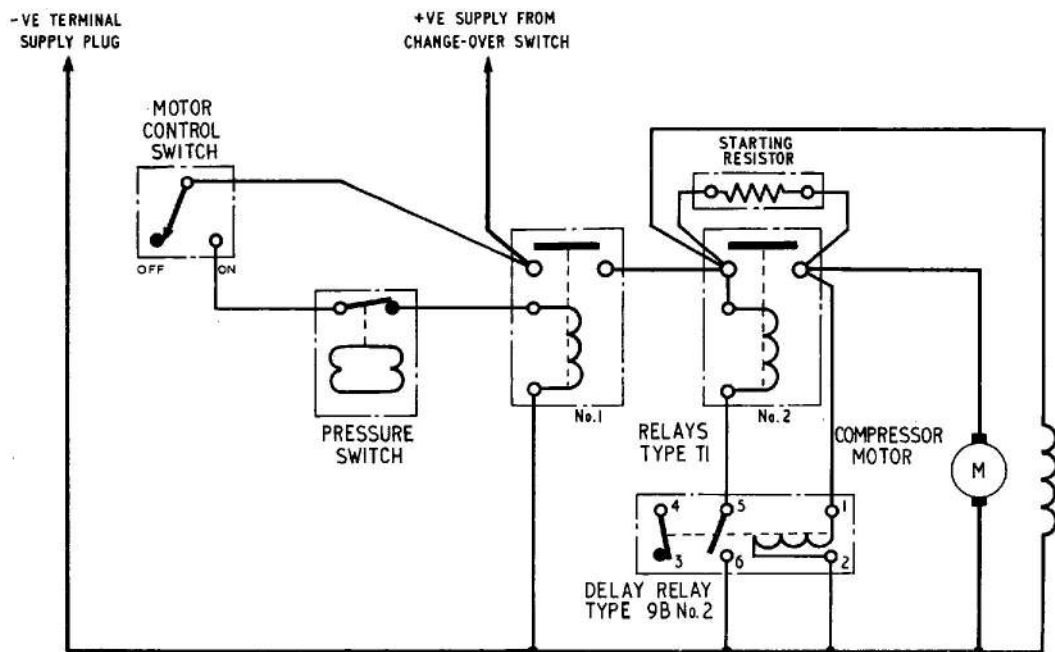 -VE TERMINAL
SUPPLY PLUG
+VE SUPPLY FROM
CHANGE-OVER SWITCH
MOTOR
CONTROL
SWITCH
OFF
ON
STARTING
RESISTOR
PRESSURE
SWITCH
No.1
No.2
RELAYS
TYPE TI
COMPRESSOR
MOTOR
M
4
5
1
3
6
2
DELAY RELAY
TYPE 9B No.2